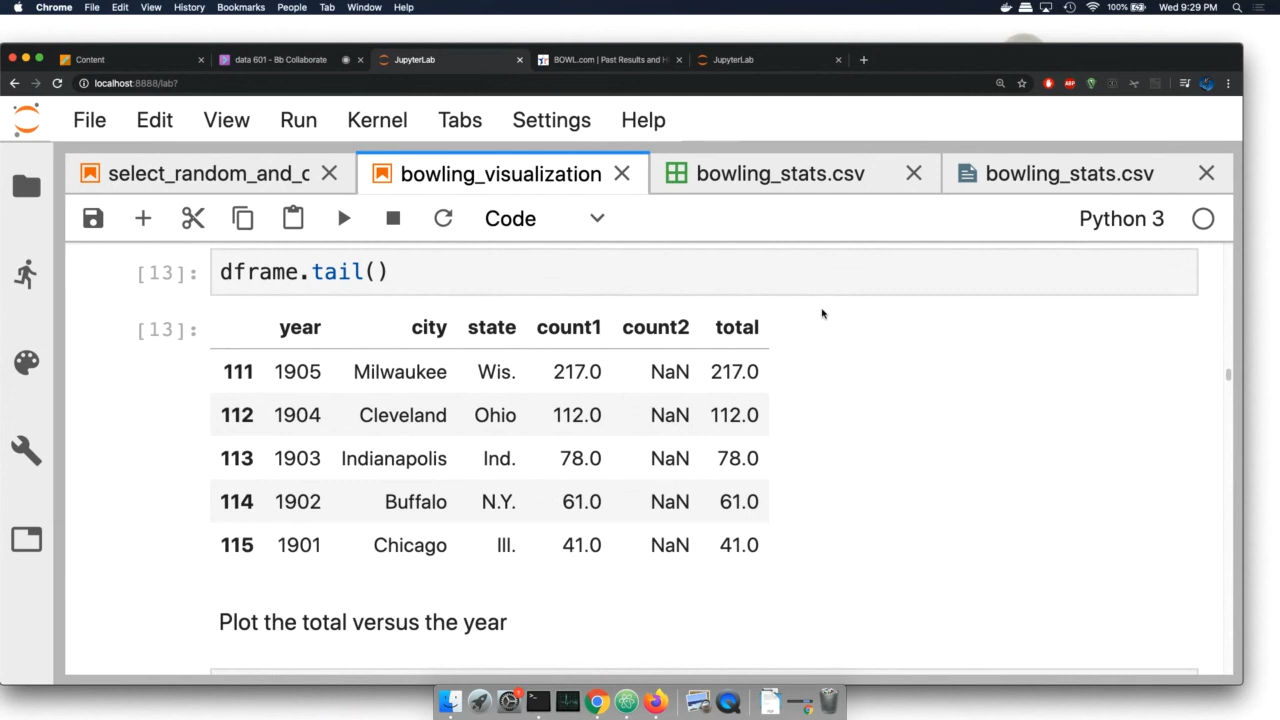 Chrome File Edit View History Bookmarks People Tab Window Help 100% Wed 9:29 PM
Content data 601 - Bb Collaborate JupyterLab BOWL.com | Past Results and H JupyterLab
localhost:8888/lab?
File Edit View Run Kernel Tabs Settings Help
select_random_and_c bowling_visualization bowling_stats.csv bowling_stats.csv
Code Python 3
[13]: dframe.tail()
[13]: year city state count1 count2 total
111 1905 Milwaukee Wis. 217.0 NaN 217.0
112 1904 Cleveland Ohio 112.0 NaN 112.0
113 1903 Indianapolis Ind. 78.0 NaN 78.0
114 1902 Buffalo N.Y. 61.0 NaN 61.0
115 1901 Chicago Ill. 41.0 NaN 41.0
Plot the total versus the year